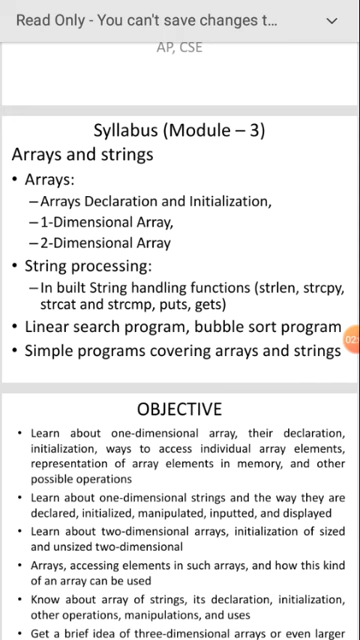 Read Only - You can't save changes t...
AP, CSE
Syllabus (Module – 3)
Arrays and strings
• Arrays:
– Arrays Declaration and Initialization,
– 1-Dimensional Array,
– 2-Dimensional Array
• String processing:
– In built String handling functions (strlen, strcpy,
strcat and strcmp, puts, gets)
• Linear search program, bubble sort program
• Simple programs covering arrays and strings
OBJECTIVE
• Learn about one-dimensional array, their declaration,
initialization, ways to access individual array elements,
representation of array elements in memory, and other
possible operations
• Learn about one-dimensional strings and the way they are
declared, initialized, manipulated, inputted, and displayed
• Learn about two-dimensional arrays, initialization of sized
and unsized two-dimensional
• Arrays, accessing elements in such arrays, and how this kind
of an array can be used
• Know about array of strings, its declaration, initialization,
other operations, manipulations, and uses
• Get a brief idea of three-dimensional arrays or even larger